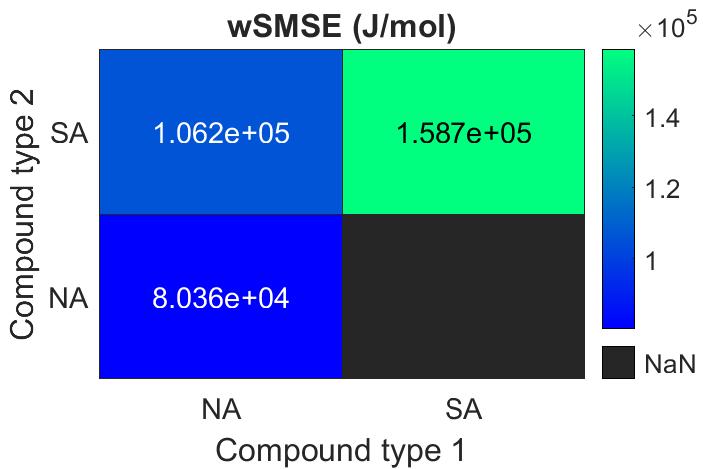 wSMSE (J/mol)
×10^5
Compound type 2
SA
1.062e+05
1.587e+05
1.4
1.2
1
NA
8.036e+04
NaN
NA
SA
Compound type 1